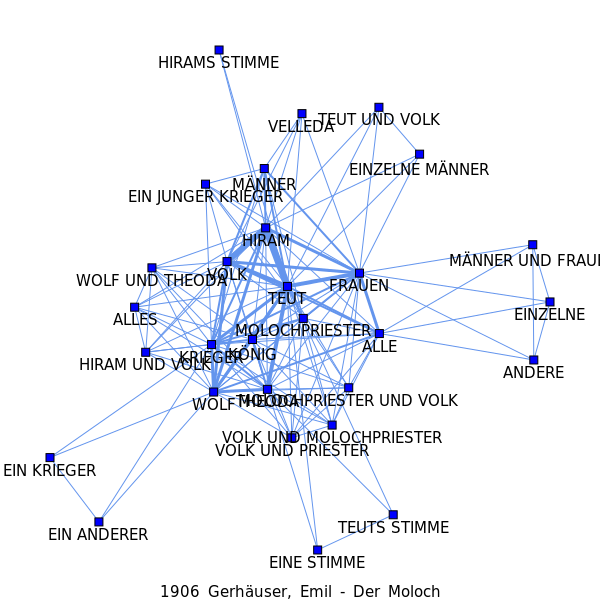 HIRAMS STIMME
VELLEDA
TEUT UND VOLK
EINZELNE MÄNNER
MÄNNER
EIN JUNGER KRIEGER
HIRAM
MÄNNER UND FRAU
WOLF UND THEODA
VOLK
FRAUEN
TEUT
EINZELNE
ALLES
MOLOCHPRIESTER
ALLE
KRIEGER
KÖNIG
HIRAM UND VOLK
ANDERE
WOLF
THEODA
MOLOCHPRIESTER UND VOLK
VOLK UND MOLOCHPRIESTER
VOLK UND PRIESTER
EIN KRIEGER
TEUTS STIMME
EIN ANDERER
EINE STIMME
1906 Gerhäuser, Emil - Der Moloch